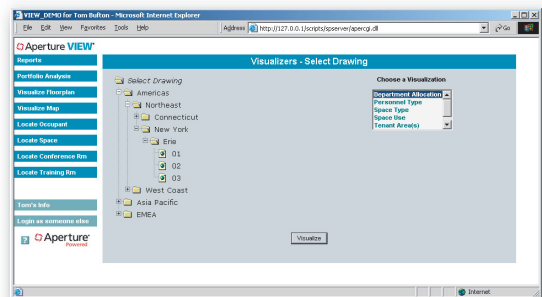 VIEW_DEMO for Tom Bufton - Microsoft Internet Explorer
File Edit View Favorites Tools Help
Address http://127.0.0.1/scripts/spserver/apercgi.dll
Go
Aperture VIEW
Reports
Portfolio Analysis
Visualize Floorplan
Visualize Map
Locate Occupant
Locate Space
Locate Conference Rm
Locate Training Rm
Tom's Info
Login as someone else
? Aperture
Powered
Visualizers - Select Drawing
Select Drawing
Americas
Northeast
Connecticut
New York
Erie
01
02
03
West Coast
Asia Pacific
EMEA
Choose a Visualization
Department Allocation
Personnel Type
Space Type
Space Use
Tenant Area(s)
Visualize
Internet